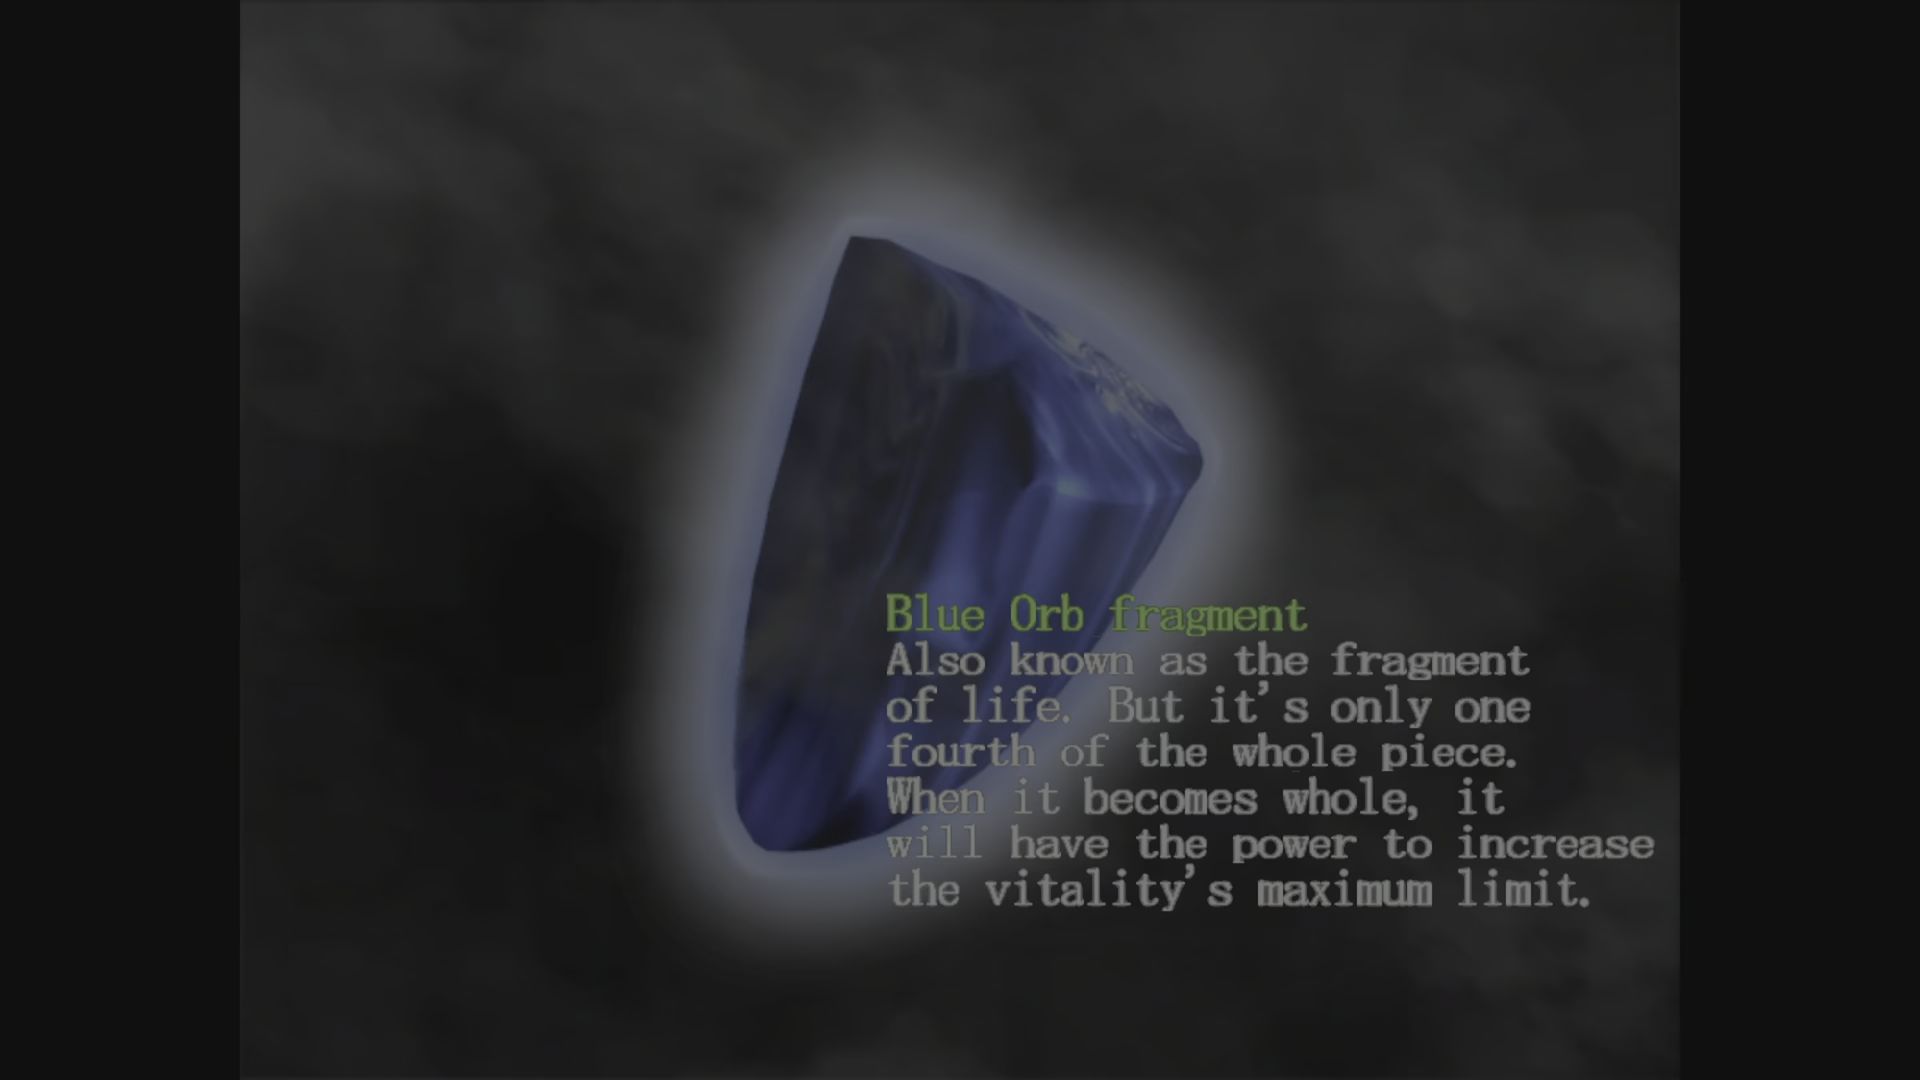 Blue Orb fragment
Also known as the fragment
of life. But it's only one
fourth of the whole piece.
When it becomes whole, it
will have the power to increase
the vitality's maximum limit.